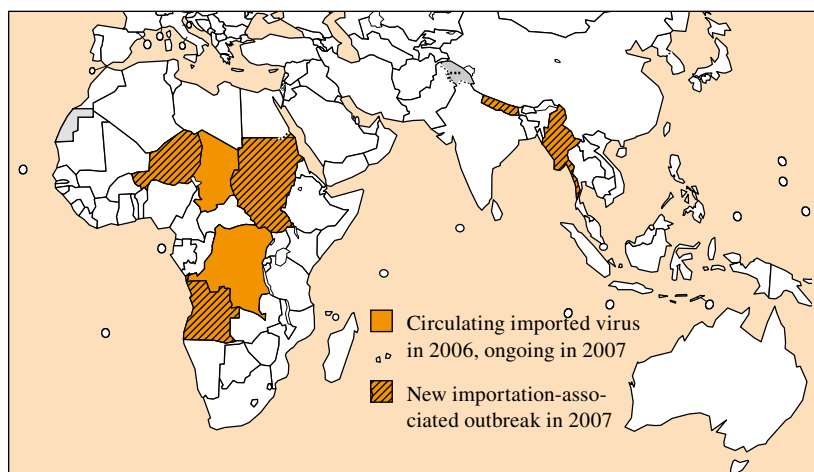 Circulating imported virus
in 2006, ongoing in 2007
New importation-asso-
ciated outbreak in 2007